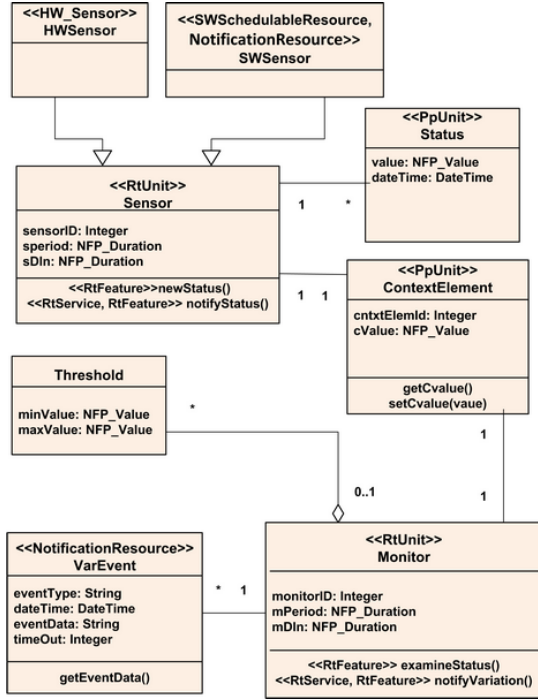 <<HW_Sensor>>
HWSensor
<<SWSchedulableResource,
NotificationResource>>
SWSensor
<<PpUnit>>
Status
value: NFP_Value
dateTime: DateTime
<<RtUnit>>
Sensor
sensorID: Integer
speriod: NFP_Duration
sDln: NFP_Duration
<<RtFeature>>newStatus()
<<RtService, RtFeature>> notifyStatus()
1
*
1
1
<<PpUnit>>
ContextElement
cntxtElemId: Integer
cValue: NFP_Value
getCvalue()
setCvalue(vaue)
Threshold
minValue: NFP_Value
maxValue: NFP_Value
*
0..1
1
1
<<NotificationResource>>
VarEvent
eventType: String
dateTime: DateTime
eventData: String
timeOut: Integer
getEventData()
*
1
<<RtUnit>>
Monitor
monitorID: Integer
mPeriod: NFP_Duration
mDln: NFP_Duration
<<RtFeature>> examineStatus()
<<RtService, RtFeature>> notifyVariation()